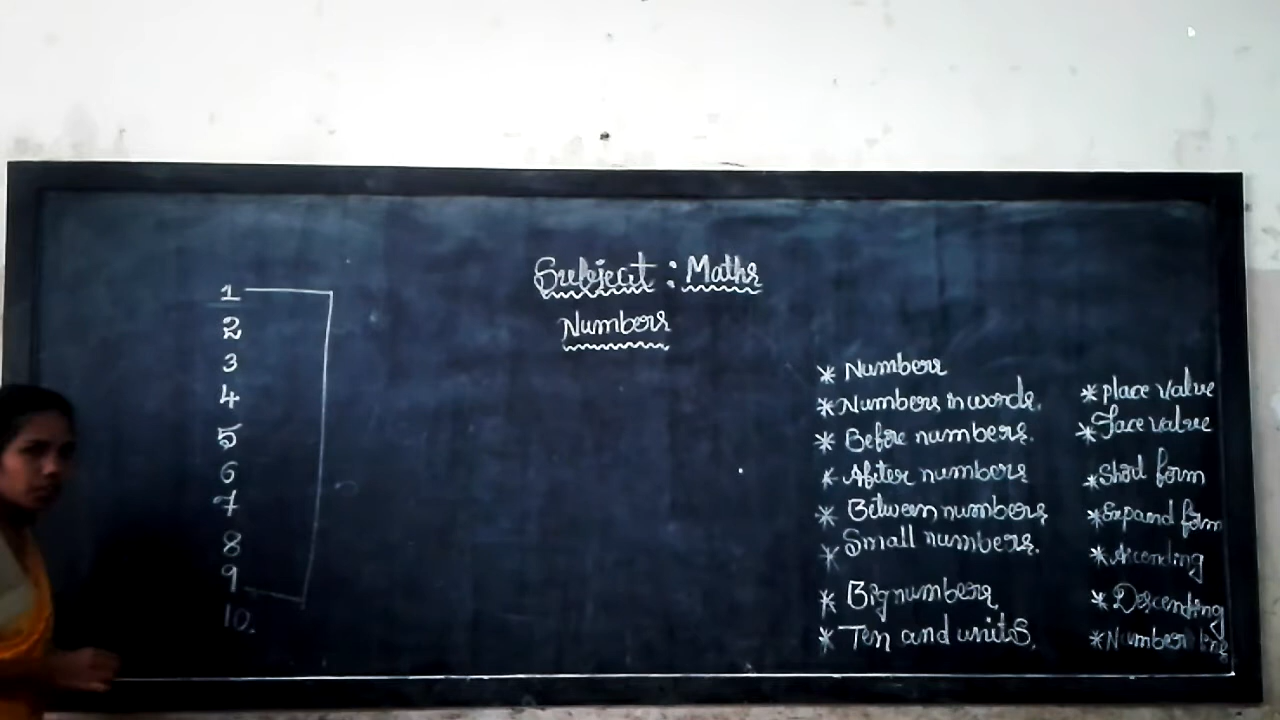 Subject : Maths
Numbers
1
2
3
4
5
6
7
8
9
10.
* Numbers
* Numbers in words.
* Before numbers.
* After numbers
* Between numbers
* Small numbers.
* Big numbers
* Ten and units.
* Place value
* Face value
* Short form
* Expand form
* Ascending
* Descending
* Number line